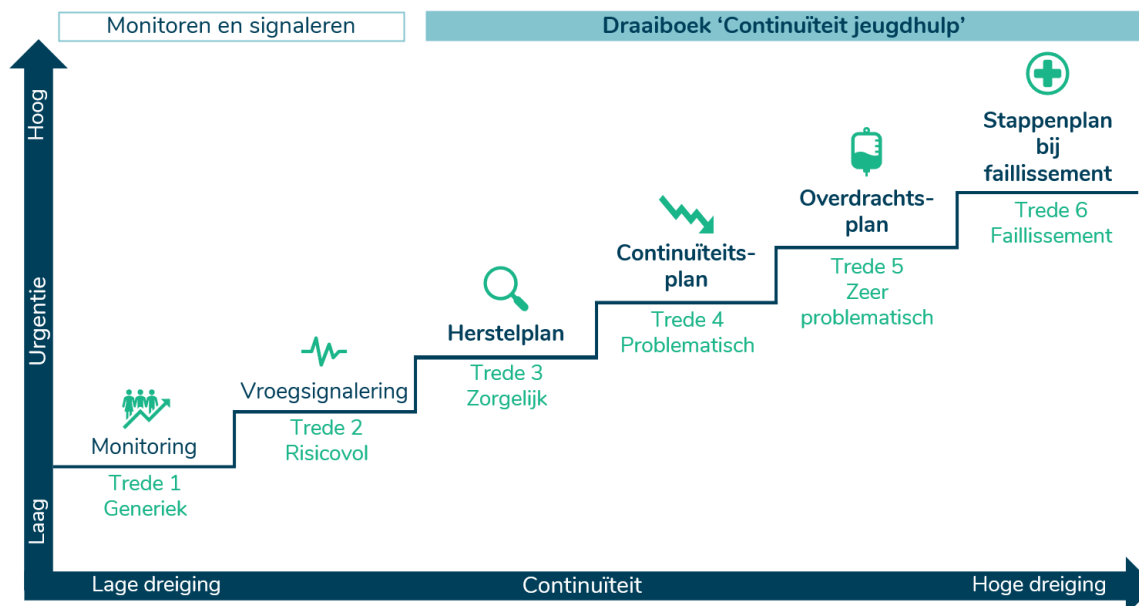 Monitoren en signaleren
Draaiboek ‘Continuïteit jeugdhulp’
Hoog
Urgentie
Laag
Monitoring
Trede 1
Generiek
Vroegsignalering
Trede 2
Risicovol
Herstelplan
Trede 3
Zorgelijk
Continuïteits-
plan
Trede 4
Problematisch
Overdrachts-
plan
Trede 5
Zeer
problematisch
Stappenplan
bij
faillissement
Trede 6
Faillissement
Lage dreiging
Continuïteit
Hoge dreiging